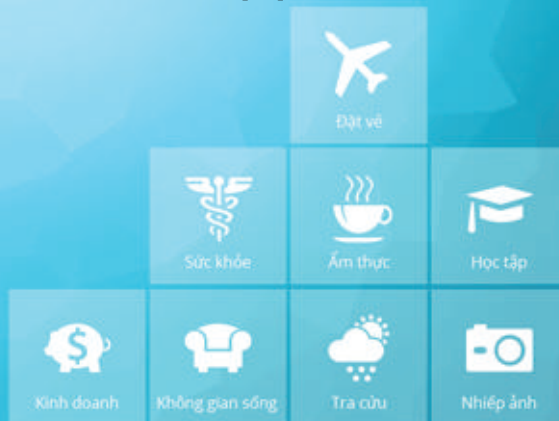 Đặt vé
Sức khỏe
Ẩm thực
Học tập
Kinh doanh
Không gian sống
Tra cứu
Nhiếp ảnh